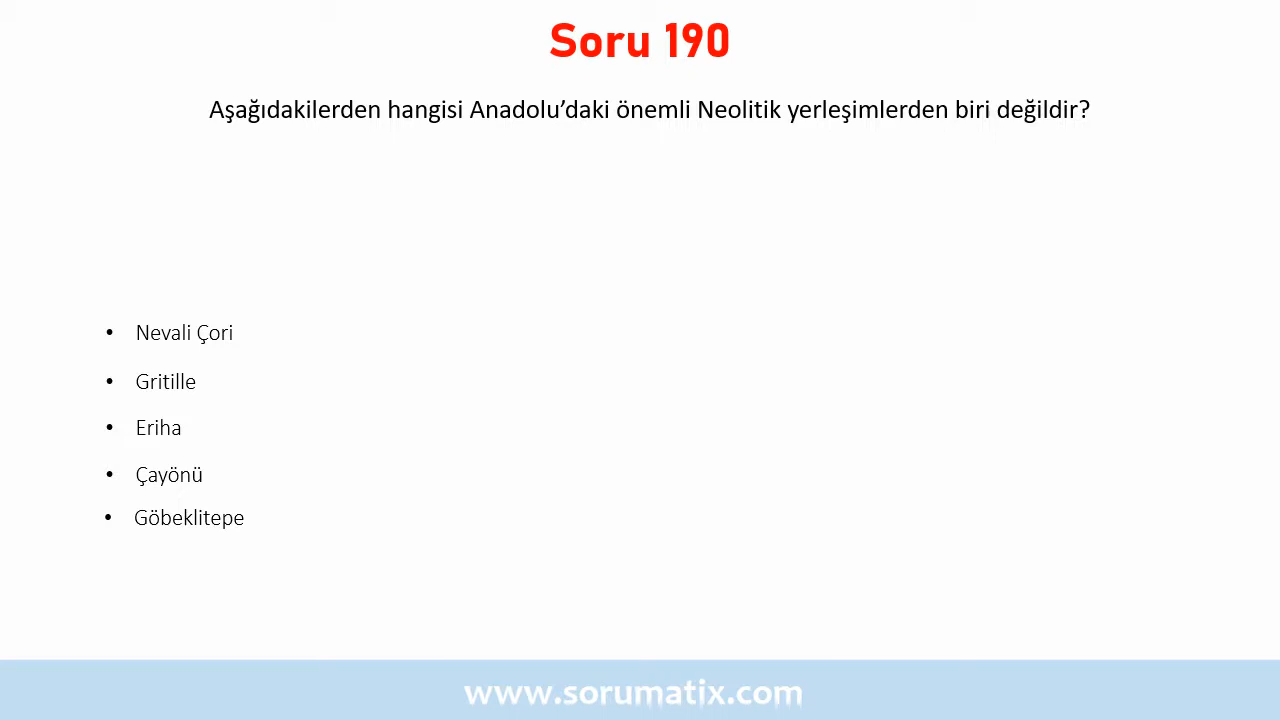 Soru 190
Aşağıdakilerden hangisi Anadolu’daki önemli Neolitik yerleşimlerden biri değildir?
• Nevali Çori
• Gritille
• Eriha
• Çayönü
• Göbeklitepe
www.sorumatix.com